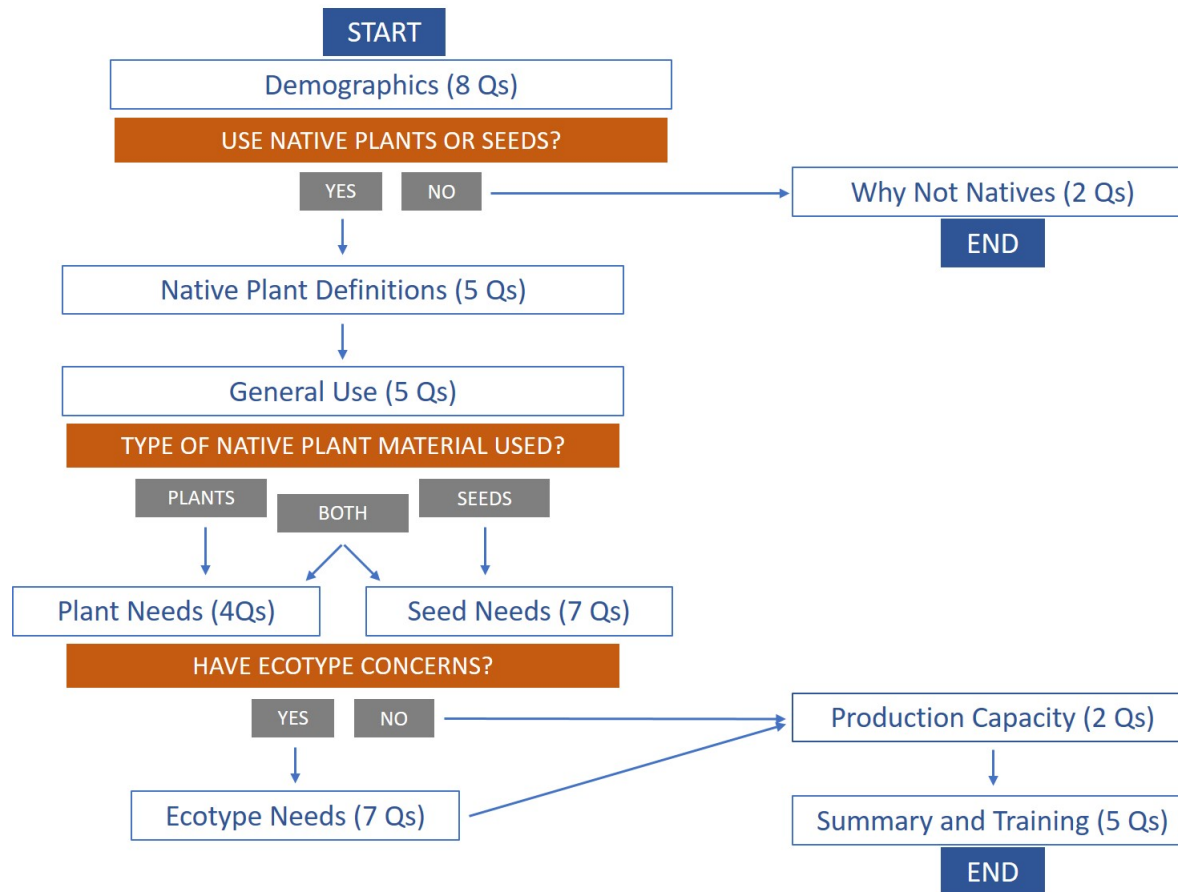 START
Demographics (8 Qs)
USE NATIVE PLANTS OR SEEDS?
YES
NO
Why Not Natives (2 Qs)
END
Native Plant Definitions (5 Qs)
General Use (5 Qs)
TYPE OF NATIVE PLANT MATERIAL USED?
PLANTS
BOTH
SEEDS
Plant Needs (4Qs)
Seed Needs (7 Qs)
HAVE ECOTYPE CONCERNS?
YES
NO
Production Capacity (2 Qs)
Ecotype Needs (7 Qs)
Summary and Training (5 Qs)
END